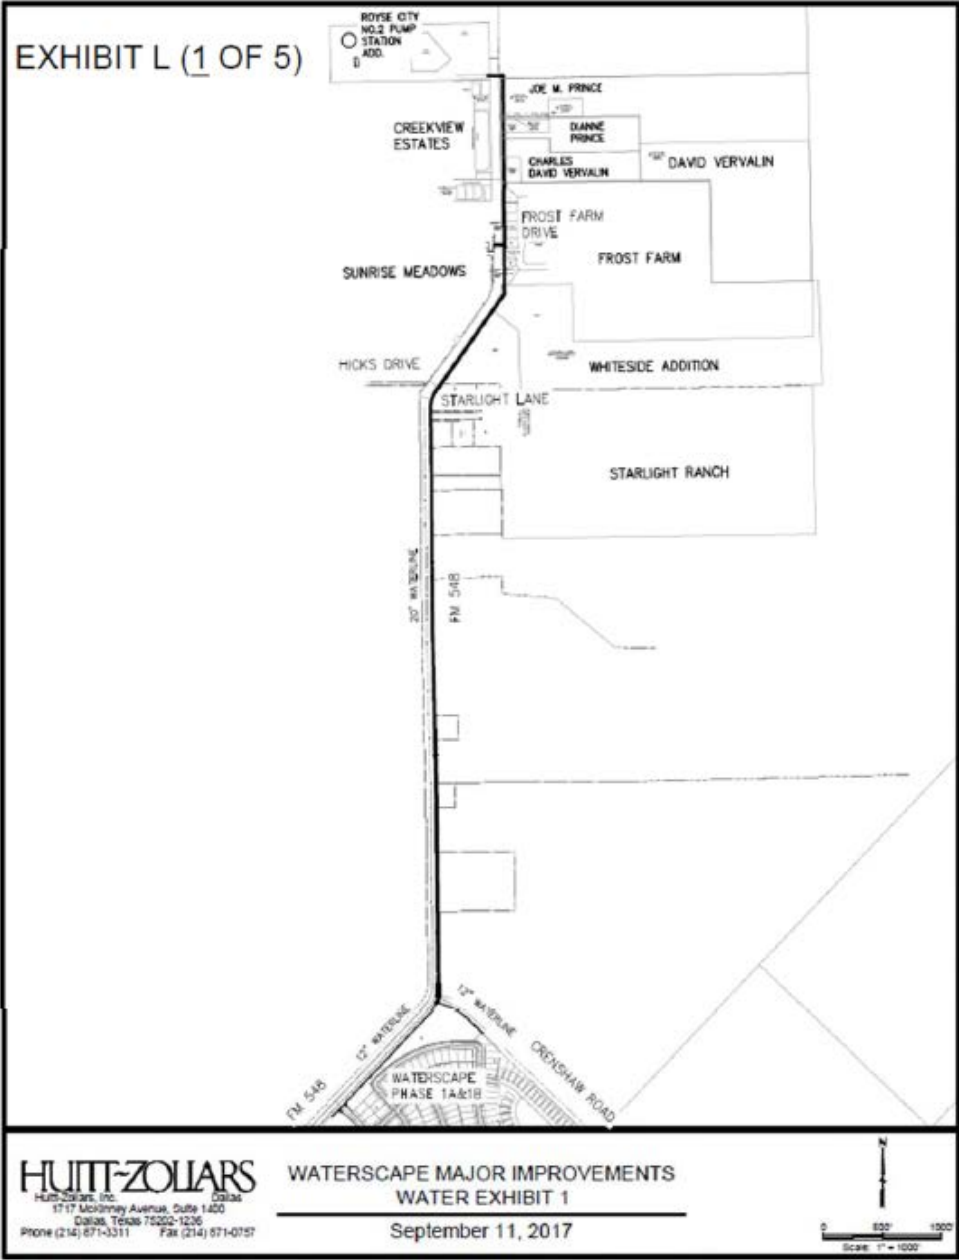 EXHIBIT L (1 OF 5)
ROYSE CITY
NO.2 PUMP
STATION
ADD.
JOE M. PRINCE
CREEKVIEW
ESTATES
DIANNE
PRINCE
CHARLES
DAVID VERVALIN
DAVID VERVALIN
FROST FARM
DRIVE
FROST FARM
SUNRISE MEADOWS
HICKS DRIVE
WHITESIDE ADDITION
STARLIGHT LANE
STARLIGHT RANCH
20" WATERLINE
FM 548
12" WATERLINE
12" WATERLINE
CRENSHAW ROAD
FM 548
WATERSCAPE
PHASE 1A&1B
HUITT-ZOLLARS
Huitt-Zollars, Inc. Dallas
1717 McKinney Avenue, Suite 1400
Dallas, Texas 75202-1236
Phone (214) 871-3311 Fax (214) 871-0757
WATERSCAPE MAJOR IMPROVEMENTS
WATER EXHIBIT 1
September 11, 2017
N
0 500' 1000'
Scale: 1" = 1000'